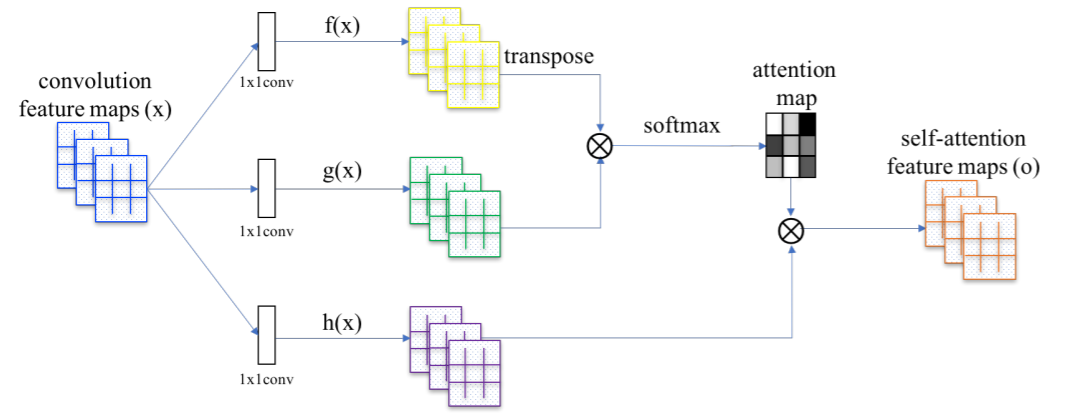 convolution
feature maps (x)
f(x)
1x1conv
transpose
g(x)
1x1conv
h(x)
1x1conv
softmax
attention
map
self-attention
feature maps (o)